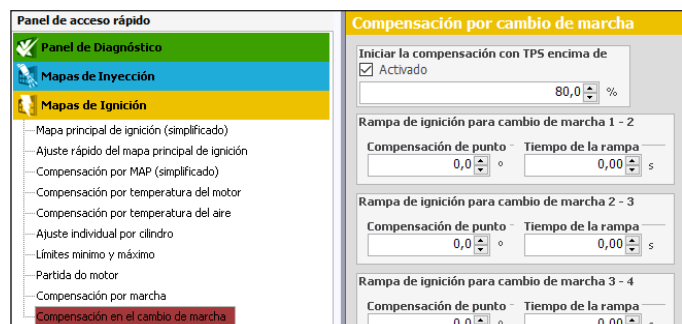 Panel de acceso rápido
Panel de Diagnóstico
Mapas de Inyección
Mapas de Ignición
Mapa principal de ignición (simplificado)
Ajuste rápido del mapa principal de ignición
Compensación por MAP (simplificado)
Compensación por temperatura del motor
Compensación por temperatura del aire
Ajuste individual por cilindro
Límites minimo y máximo
Partida do motor
Compensación por marcha
Compensación en el cambio de marcha
Compensación por cambio de marcha
Iniciar la compensación con TPS encima de
Activado
80,0 %
Rampa de ignición para cambio de marcha 1 - 2
Compensación de punto Tiempo de la rampa
0,0 ° 0,00 s
Rampa de ignición para cambio de marcha 2 - 3
Compensación de punto Tiempo de la rampa
0,0 ° 0,00 s
Rampa de ignición para cambio de marcha 3 - 4
Compensación de punto Tiempo de la rampa
0,0 ° 0,00 s